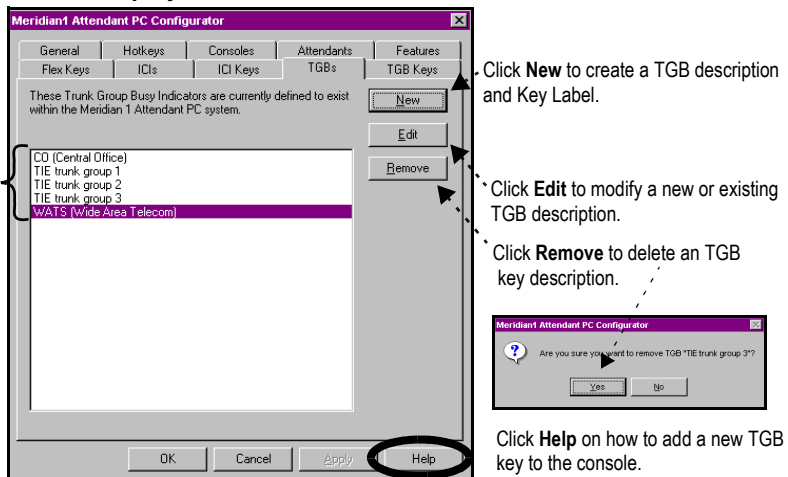 Meridian1 Attendant PC Configurator
General Hotkeys Consoles Attendants Features
Flex Keys ICIs ICI Keys TGBs TGB Keys
These Trunk Group Busy Indicators are currently defined to exist
within the Meridian 1 Attendant PC system.
New
Edit
Remove
CO (Central Office)
TIE trunk group 1
TIE trunk group 2
TIE trunk group 3
WATS (Wide Area Telecom)
OK Cancel Apply Help
Click New to create a TGB description
and Key Label.
Click Edit to modify a new or existing
TGB description.
Click Remove to delete an TGB
key description.
Meridian1 Attendant PC Configurator
Are you sure you want to remove TGB "TIE trunk group 3"?
Yes No
Click Help on how to add a new TGB
key to the console.